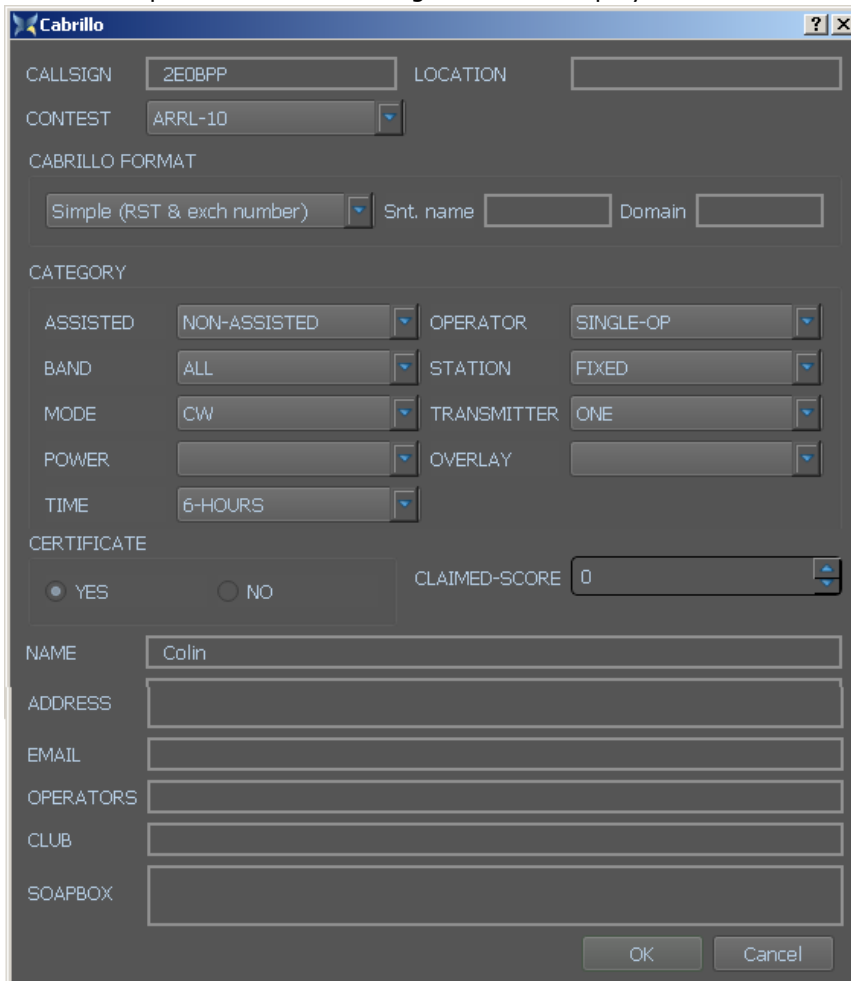 Cabrillo
CALLSIGN 2E0BPP LOCATION
CONTEST ARRL-10
CABRILLO FORMAT
Simple (RST & exch number) Snt. name Domain
CATEGORY
ASSISTED NON-ASSISTED OPERATOR SINGLE-OP
BAND ALL STATION FIXED
MODE CW TRANSMITTER ONE
POWER OVERLAY
TIME 6-HOURS
CERTIFICATE
YES NO CLAIMED-SCORE 0
NAME Colin
ADDRESS
EMAIL
OPERATORS
CLUB
SOAPBOX
OK Cancel